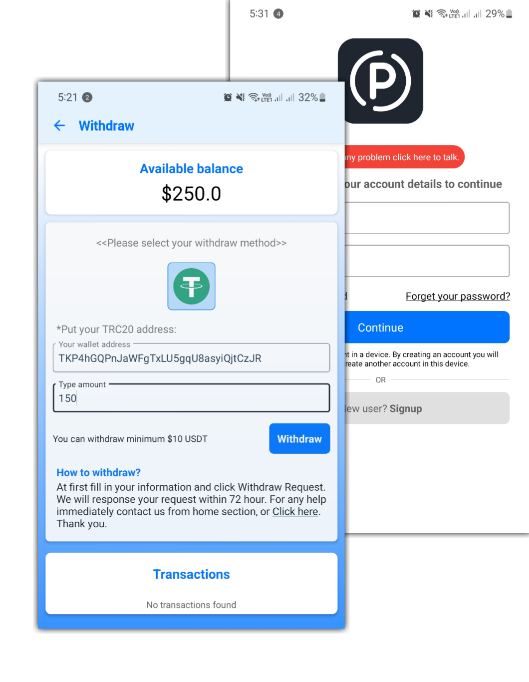 5:31 4 29%
P
ny problem click here to talk.
our account details to continue
Forget your password?
Continue
nt in a device. By creating an account you will
reate another account in this device.
OR
ew user? Signup
5:21 2 32%
Withdraw
Available balance
$250.0
<<Please select your withdraw method>>
*Put your TRC20 address:
Your wallet address
TKP4hGQPnJaWFgTxLU5gqU8asyiQjtCzJR
Type amount
150
You can withdraw minimum $10 USDT
Withdraw
How to withdraw?
At first fill in your information and click Withdraw Request.
We will response your request within 72 hour. For any help
immediately contact us from home section, or Click here.
Thank you.
Transactions
No transactions found